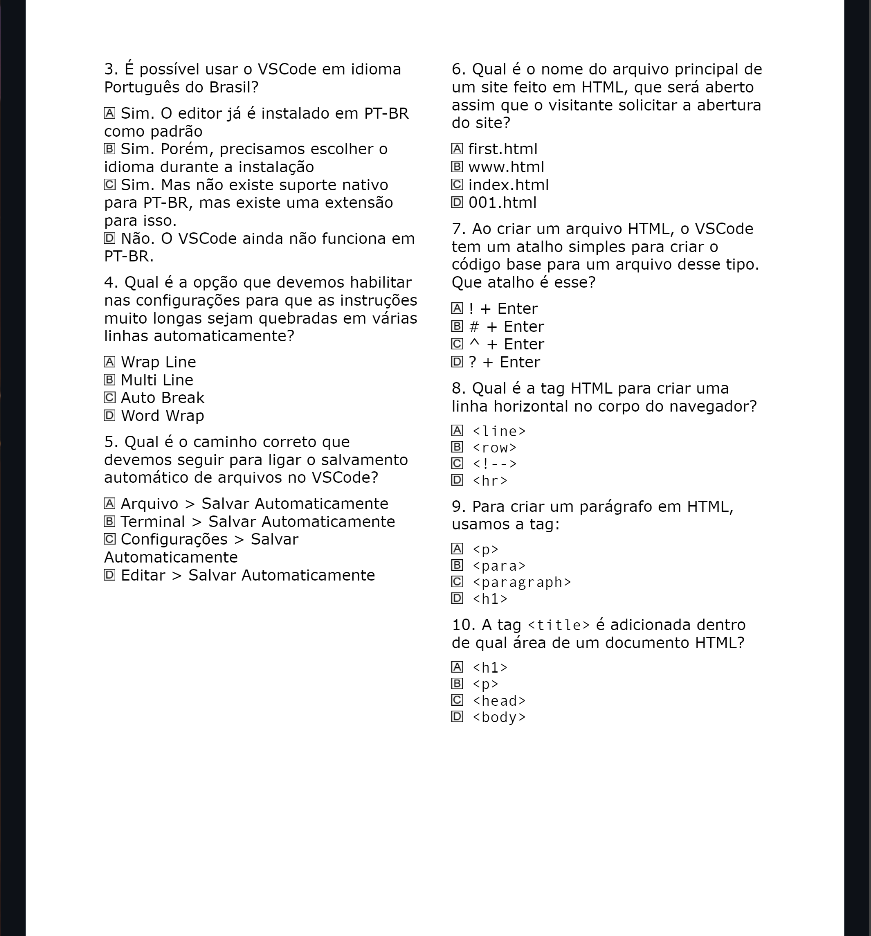 3. É possível usar o VSCode em idioma
Português do Brasil?
A Sim. O editor já é instalado em PT-BR
como padrão
B Sim. Porém, precisamos escolher o
idioma durante a instalação
C Sim. Mas não existe suporte nativo
para PT-BR, mas existe uma extensão
para isso.
D Não. O VSCode ainda não funciona em
PT-BR.
4. Qual é a opção que devemos habilitar
nas configurações para que as instruções
muito longas sejam quebradas em várias
linhas automaticamente?
A Wrap Line
B Multi Line
C Auto Break
D Word Wrap
5. Qual é o caminho correto que
devemos seguir para ligar o salvamento
automático de arquivos no VSCode?
A Arquivo > Salvar Automaticamente
B Terminal > Salvar Automaticamente
C Configurações > Salvar
Automaticamente
D Editar > Salvar Automaticamente
6. Qual é o nome do arquivo principal de
um site feito em HTML, que será aberto
assim que o visitante solicitar a abertura
do site?
A first.html
B www.html
C index.html
D 001.html
7. Ao criar um arquivo HTML, o VSCode
tem um atalho simples para criar o
código base para um arquivo desse tipo.
Que atalho é esse?
A ! + Enter
B # + Enter
C ^ + Enter
D ? + Enter
8. Qual é a tag HTML para criar uma
linha horizontal no corpo do navegador?
A <line>
B <row>
C <!-->
D <hr>
9. Para criar um parágrafo em HTML,
usamos a tag:
A <p>
B <para>
C <paragraph>
D <h1>
10. A tag <title> é adicionada dentro
de qual área de um documento HTML?
A <h1>
B <p>
C <head>
D <body>